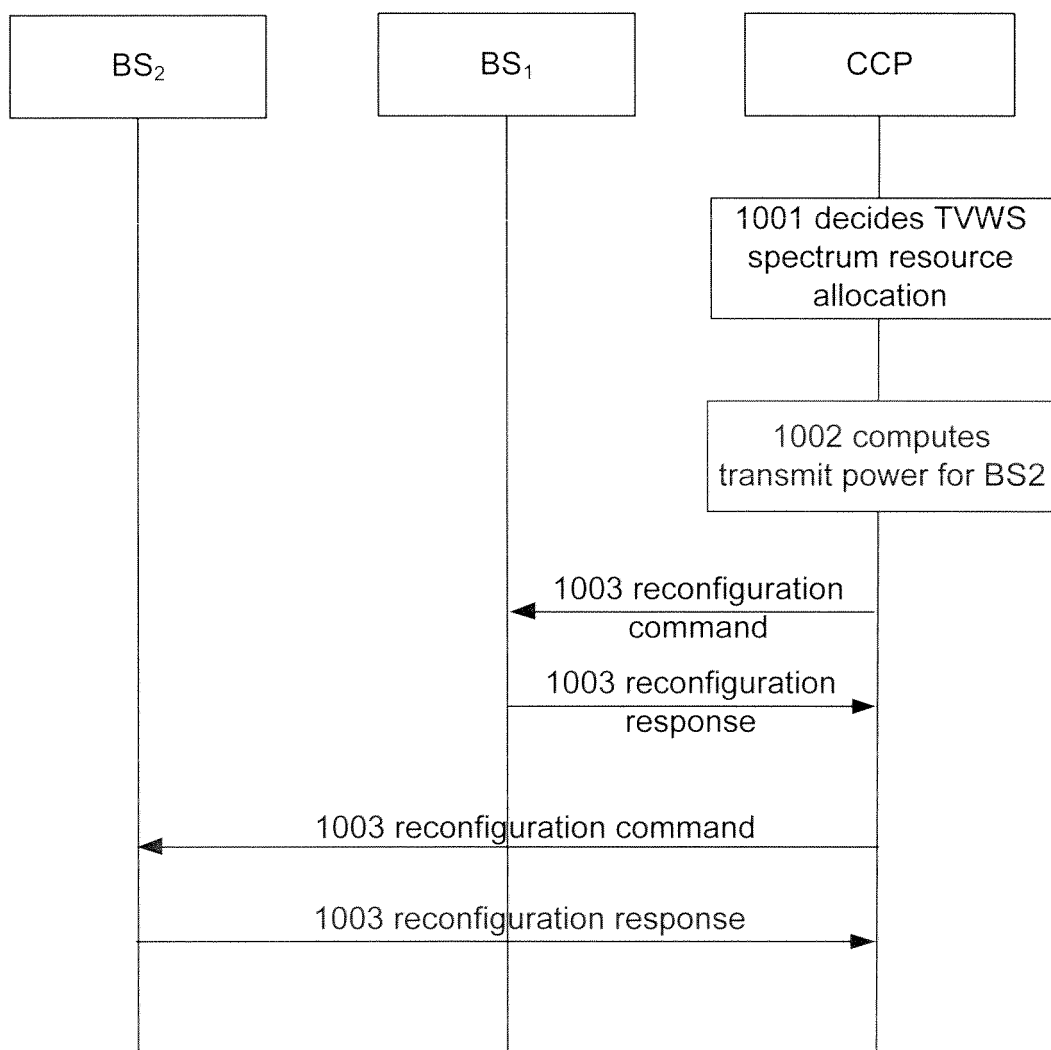 BS₂
BS₁
CCP
1001 decides TVWS
spectrum resource
allocation
1002 computes
transmit power for BS2
1003 reconfiguration
command
1003 reconfiguration
response
1003 reconfiguration command
1003 reconfiguration response